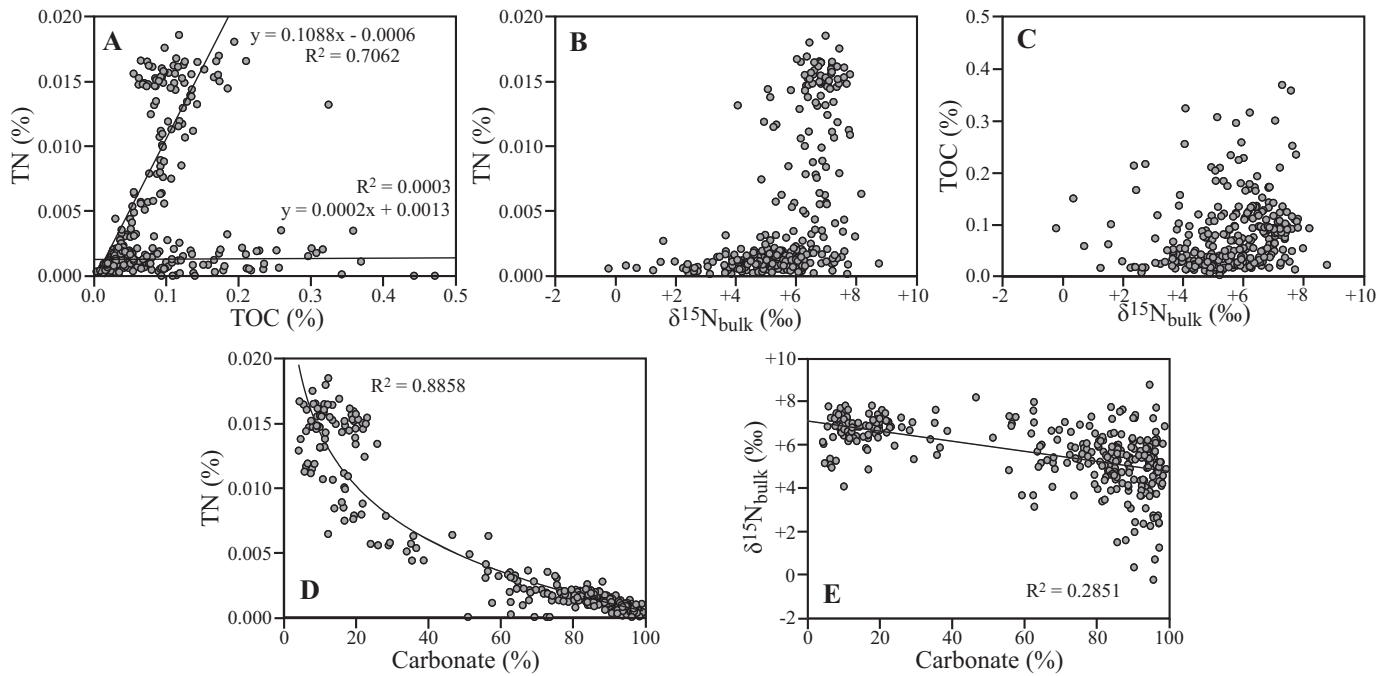 A
TN (%)
0.020
0.015
0.010
0.005
0.000
y = 0.1088x - 0.0006
R² = 0.7062
R² = 0.0003
y = 0.0002x + 0.0013
0.0 0.1 0.2 0.3 0.4 0.5
TOC (%)
B
TN (%)
0.020
0.015
0.010
0.005
0.000
-2 0 +2 +4 +6 +8 +10
δ¹⁵N_bulk (‰)
C
TOC (%)
0.5
0.4
0.3
0.2
0.1
0.0
-2 0 +2 +4 +6 +8 +10
δ¹⁵N_bulk (‰)
D
TN (%)
0.020
0.015
0.010
0.005
0.000
R² = 0.8858
0 20 40 60 80 100
Carbonate (%)
E
δ¹⁵N_bulk (‰)
+10
+8
+6
+4
+2
0
-2
R² = 0.2851
0 20 40 60 80 100
Carbonate (%)